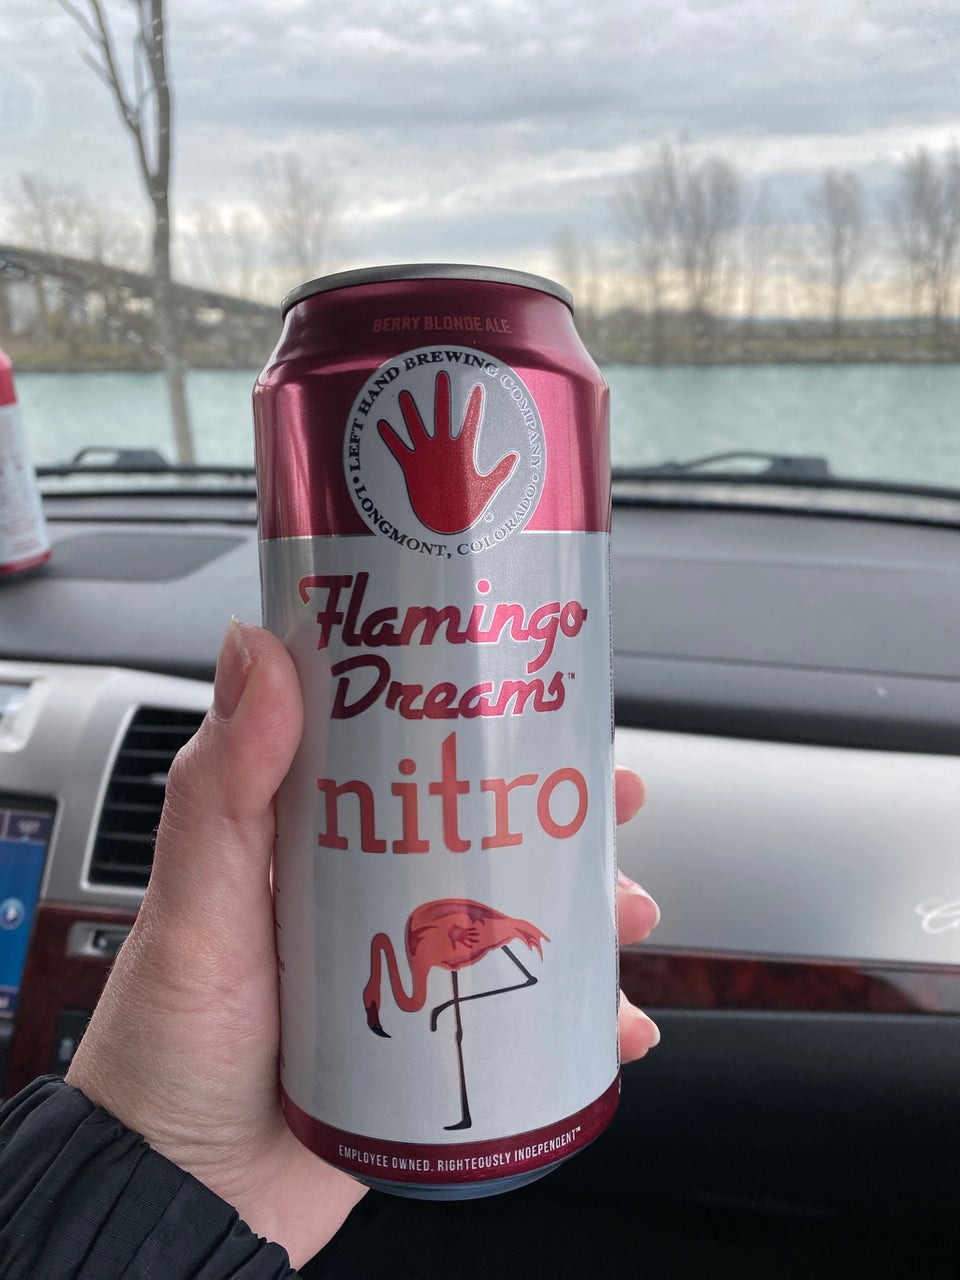 BERRY BLONDE ALE
• LEFT HAND BREWING COMPANY •
LONGMONT, COLORADO
®
Flamingo
Dreams™
nitro
EMPLOYEE OWNED. RIGHTEOUSLY INDEPENDENT™